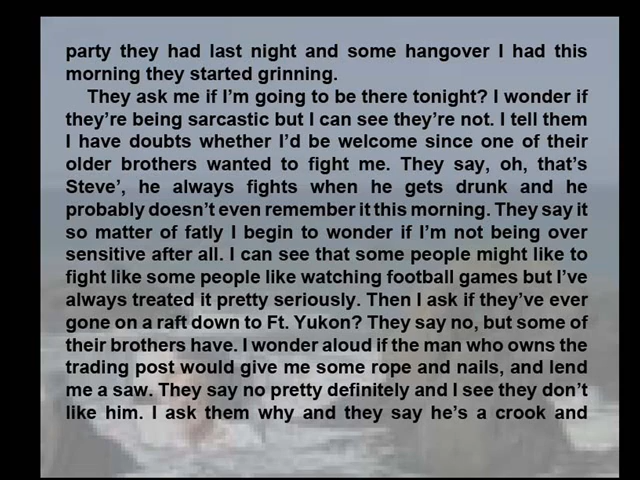 party they had last night and some hangover I had this
morning they started grinning.
They ask me if I'm going to be there tonight? I wonder if
they're being sarcastic but I can see they're not. I tell them
I have doubts whether I'd be welcome since one of their
older brothers wanted to fight me. They say, oh, that's
Steve', he always fights when he gets drunk and he
probably doesn't even remember it this morning. They say it
so matter of fatly I begin to wonder if I'm not being over
sensitive after all. I can see that some people might like to
fight like some people like watching football games but I've
always treated it pretty seriously. Then I ask if they've ever
gone on a raft down to Ft. Yukon? They say no, but some of
their brothers have. I wonder aloud if the man who owns the
trading post would give me some rope and nails, and lend
me a saw. They say no pretty definitely and I see they don't
like him. I ask them why and they say he's a crook and